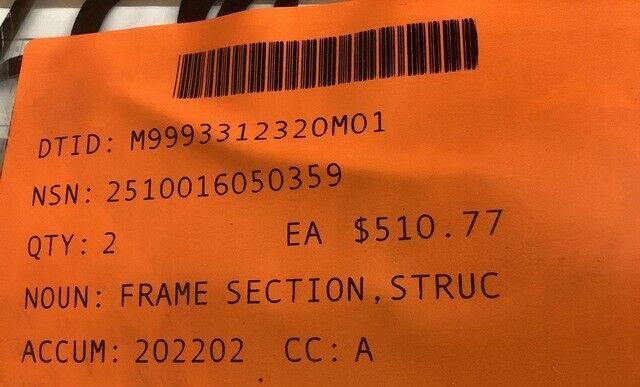 DTID: M9993312320M01
NSN: 2510016050359
QTY: 2 EA $510.77
NOUN: FRAME SECTION,STRUC
ACCUM: 202202 CC: A